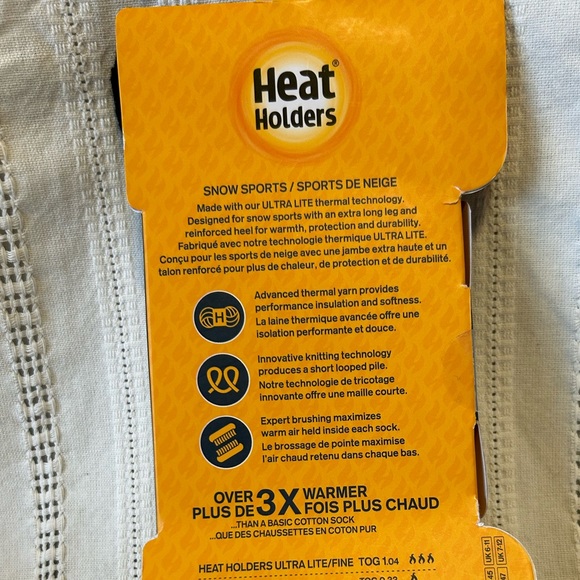 Heat®
Holders
SNOW SPORTS / SPORTS DE NEIGE
Made with our ULTRA LITE thermal technology.
Designed for snow sports with an extra long leg and
reinforced heel for warmth, protection and durability.
Fabriqué avec notre technologie thermique ULTRA LITE.
Conçu pour les sports de neige avec une jambe extra haute et un
talon renforcé pour plus de chaleur, de protection et de durabilité.
H
Advanced thermal yarn provides
performance insulation and softness.
La laine thermique avancée offre une
isolation performante et douce.
Innovative knitting technology
produces a short looped pile.
Notre technologie de tricotage
innovante offre une maille courte.
Expert brushing maximizes
warm air held inside each sock.
Le brossage de pointe maximise
l'air chaud retenu dans chaque bas.
OVER 3X WARMER
PLUS DE 3X FOIS PLUS CHAUD
...THAN A BASIC COTTON SOCK
...QUE DES CHAUSSETTES EN COTON PUR
HEAT HOLDERS ULTRA LITE/FINE TOG 1.04
UK 6-11
UK 7-12